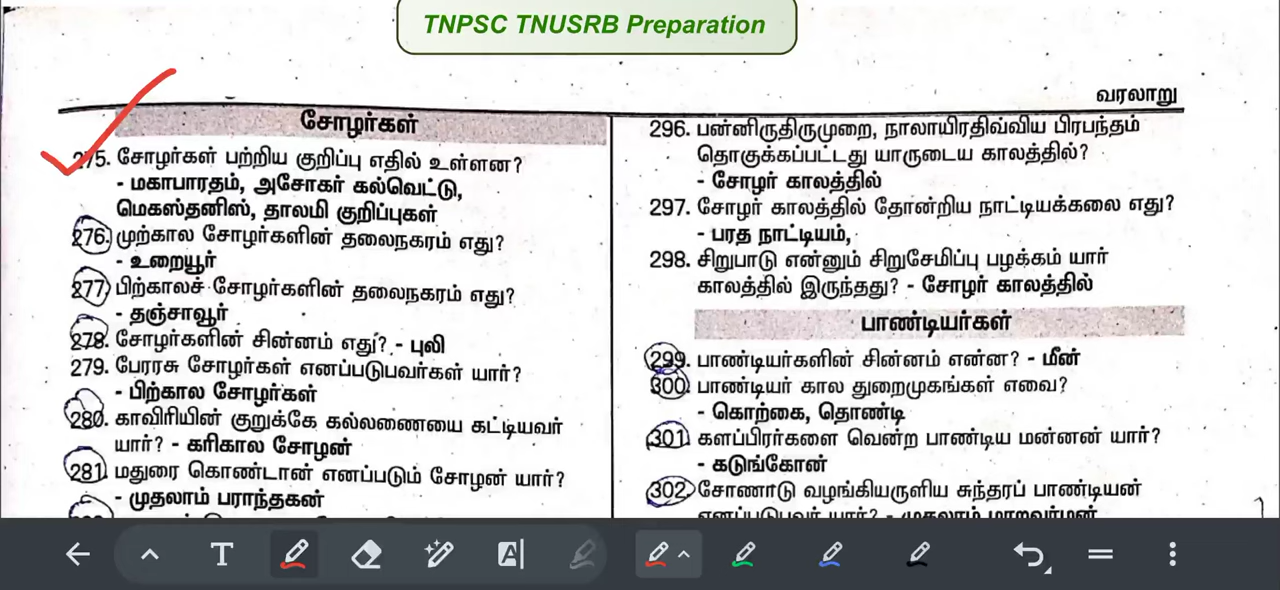 TNPSC TNUSRB Preparation
வரலாறு
சோழர்கள்
275. சோழர்கள் பற்றிய குறிப்பு எதில் உள்ளன?
- மகாபாரதம், அசோகர் கல்வெட்டு,
மெகஸ்தனிஸ், தாலமி குறிப்புகள்
276. முற்கால சோழர்களின் தலைநகரம் எது?
- உறையூர்
277. பிற்காலச் சோழர்களின் தலைநகரம் எது?
- தஞ்சாவூர்
278. சோழர்களின் சின்னம் எது? - புலி
279. பேரரசு சோழர்கள் எனப்படுபவர்கள் யார்?
- பிற்கால சோழர்கள்
280. காவிரியின் குறுக்கே கல்லணையை கட்டியவர்
யார்? - கரிகால சோழன்
281. மதுரை கொண்டான் எனப்படும் சோழன் யார்?
- முதலாம் பராந்தகன்
296. பன்னிருதிருமுறை, நாலாயிரதிவ்விய பிரபந்தம்
தொகுக்கப்பட்டது யாருடைய காலத்தில்?
- சோழர் காலத்தில்
297. சோழர் காலத்தில் தோன்றிய நாட்டியக்கலை எது?
- பரத நாட்டியம்,
298. சிறுபாடு என்னும் சிறுசேமிப்பு பழக்கம் யார்
காலத்தில் இருந்தது? - சோழர் காலத்தில்
பாண்டியர்கள்
299. பாண்டியர்களின் சின்னம் என்ன? - மீன்
300. பாண்டியர் கால துறைமுகங்கள் எவை?
- கொற்கை, தொண்டி
301. களப்பிரர்களை வென்ற பாண்டிய மன்னன் யார்?
- கடுங்கோன்
302. சோணாடு வழங்கியருளிய சுந்தரப் பாண்டியன்
எனப்படுபவர் யார்? - முதலாம் மாறவர்மன்
T
A